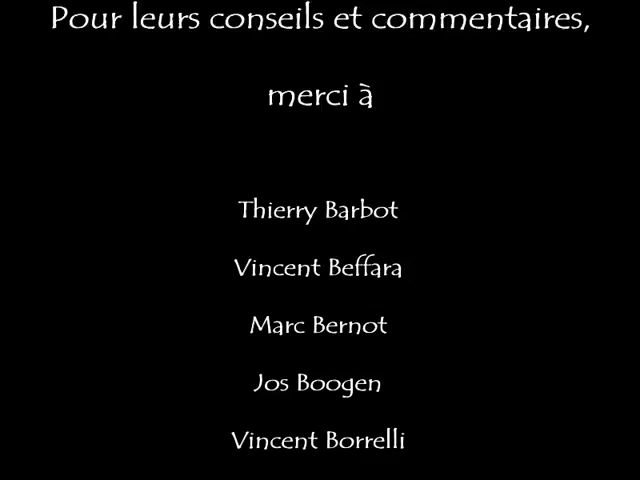 Pour leurs conseils et commentaires,
merci à
Thierry Barbot
Vincent Beffara
Marc Bernot
Jos Boogen
Vincent Borrelli